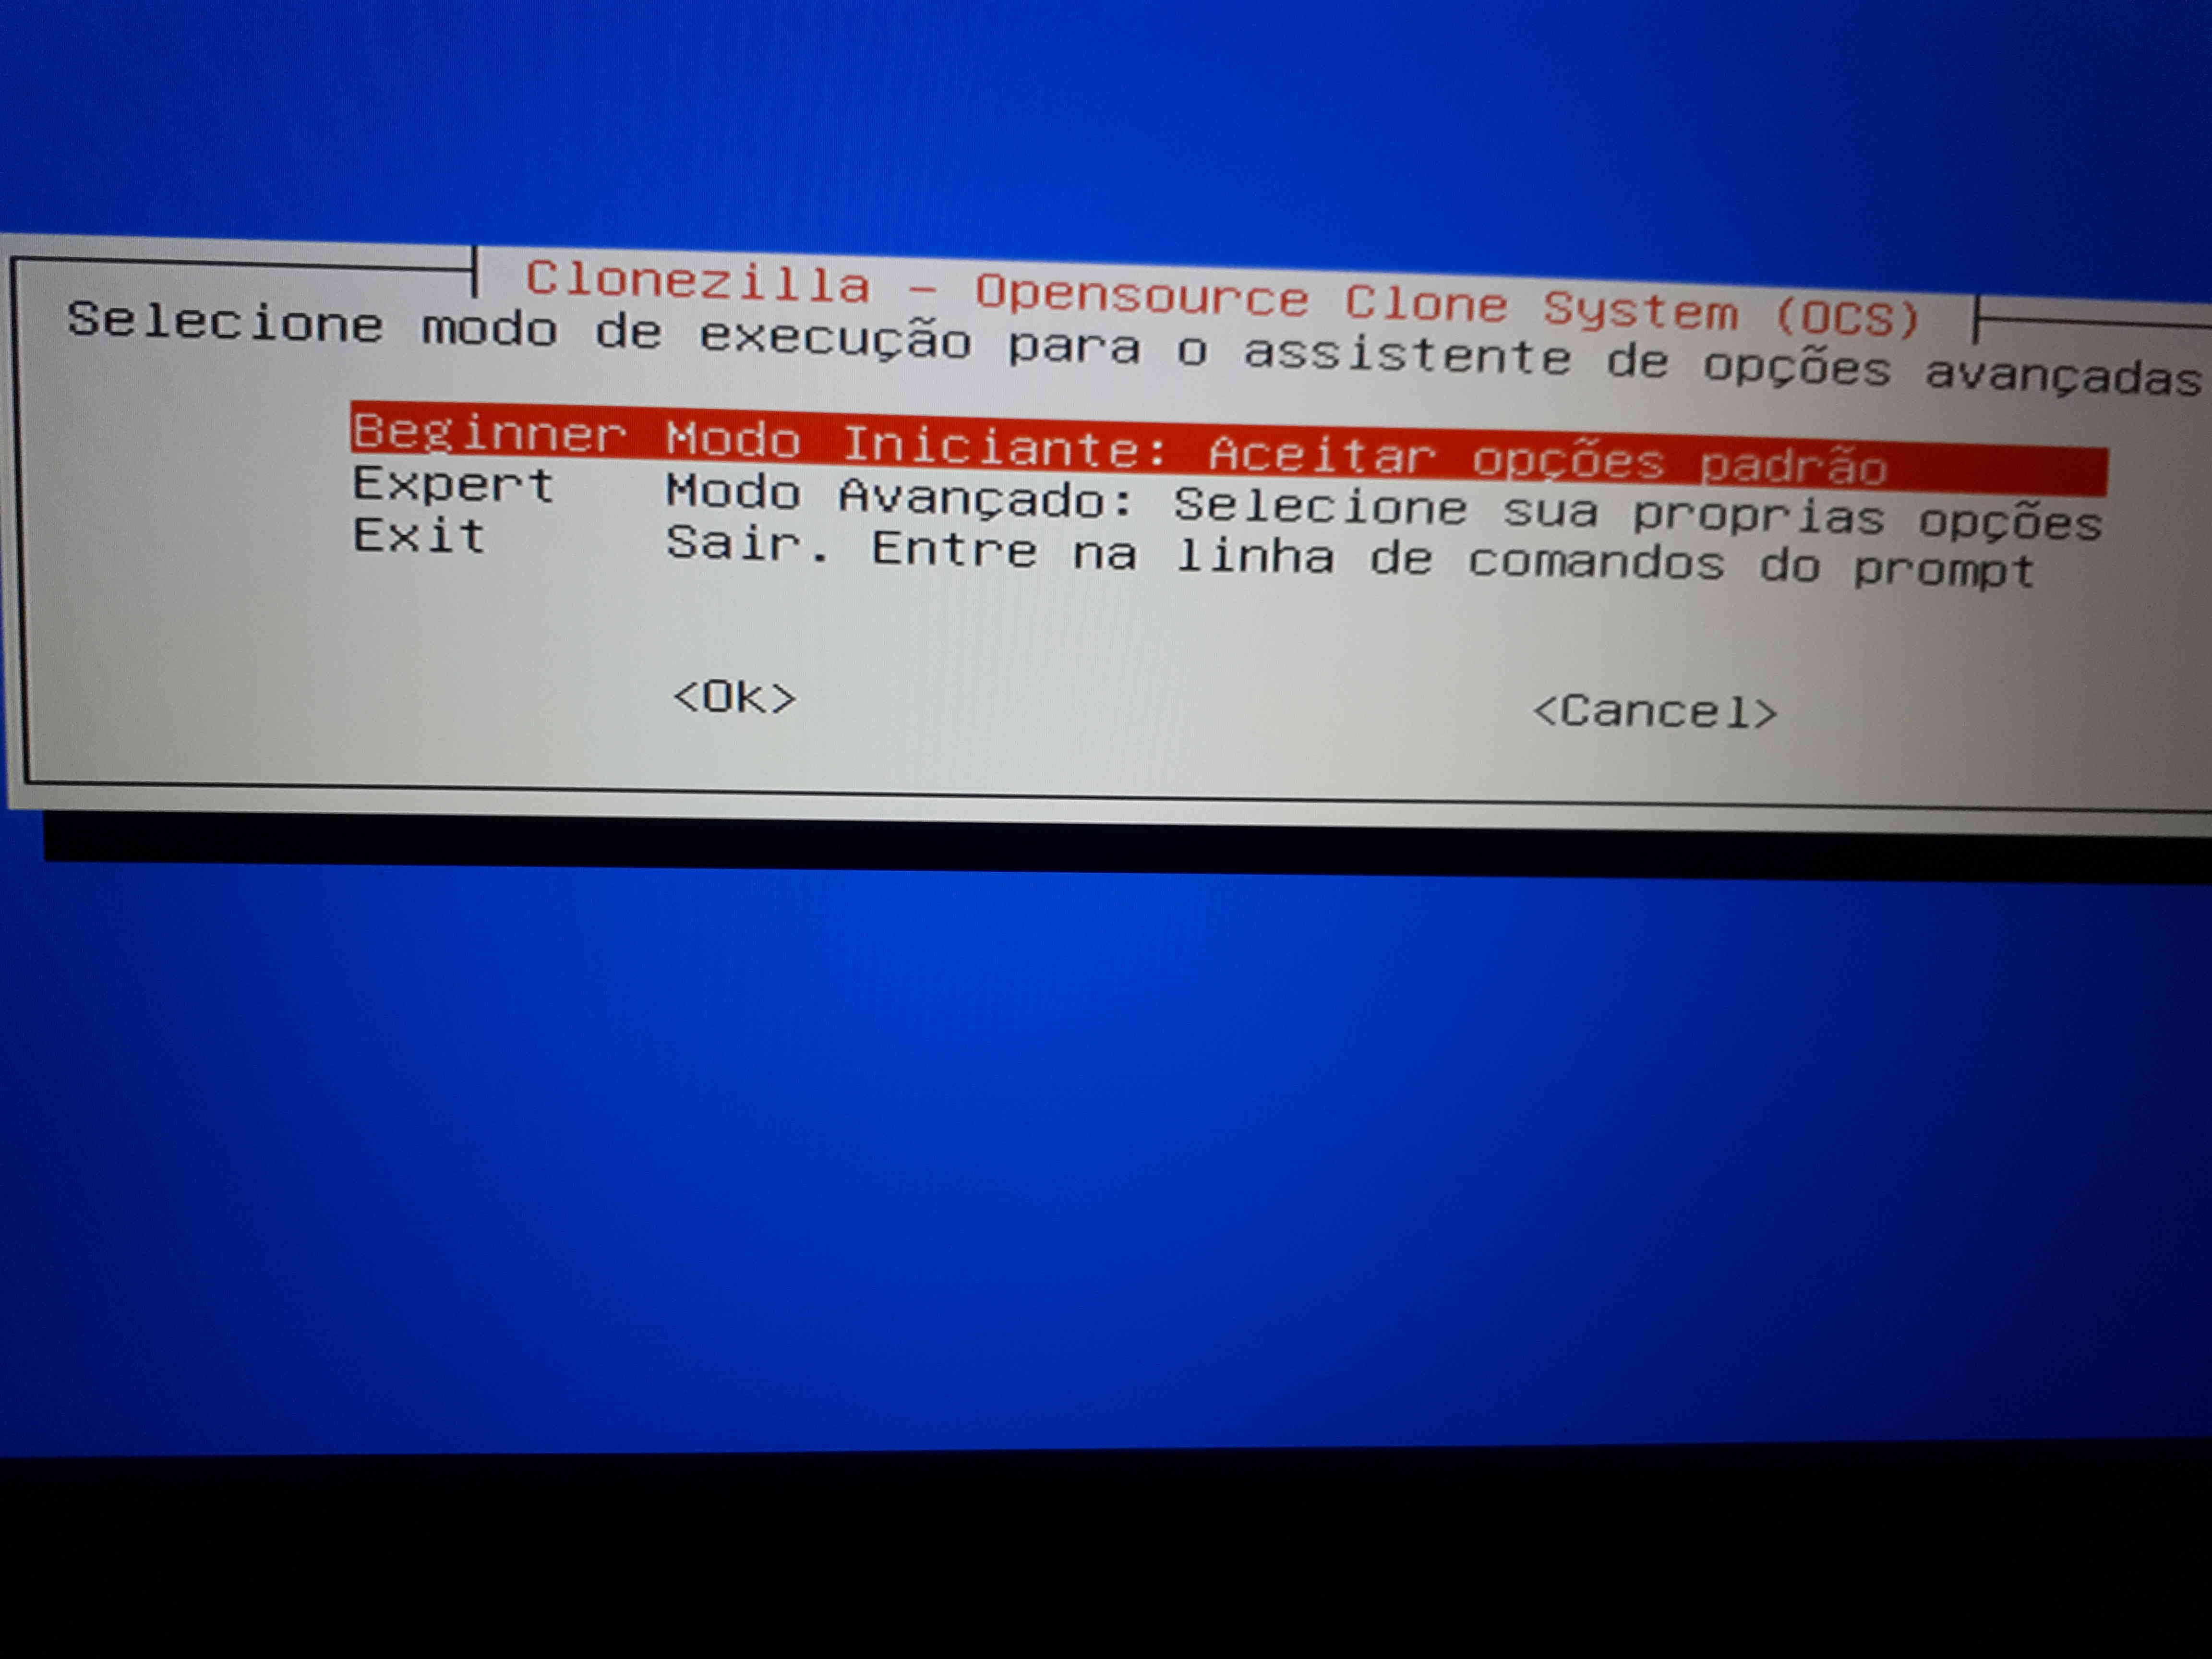 Clonezilla - Opensource Clone System (OCS)
Selecione modo de execução para o assistente de opções avançadas
Beginner Modo Iniciante: Aceitar opções padrão
Expert Modo Avançado: Selecione sua proprias opções
Exit Sair. Entre na linha de comandos do prompt
<Ok> <Cancel>